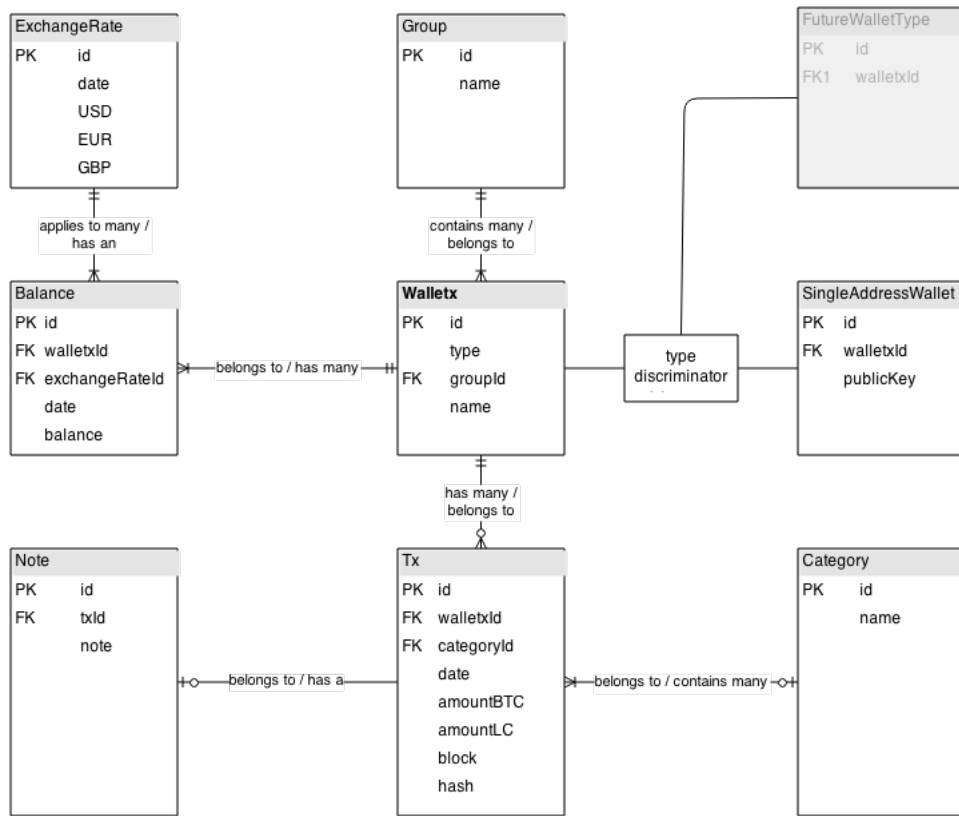 ExchangeRate
PK id
date
USD
EUR
GBP
applies to many /
has an
Group
PK id
name
contains many /
belongs to
FutureWalletType
PK id
FK1 walletxId
Balance
PK id
FK walletxId
FK exchangeRateId
date
balance
belongs to / has many
Walletx
PK id
type
FK groupId
name
type
discriminator
SingleAddressWallet
PK id
FK walletxId
publicKey
has many /
belongs to
Note
PK id
FK txId
note
belongs to / has a
Tx
PK id
FK walletxId
FK categoryId
date
amountBTC
amountLC
block
hash
belongs to / contains many
Category
PK id
name